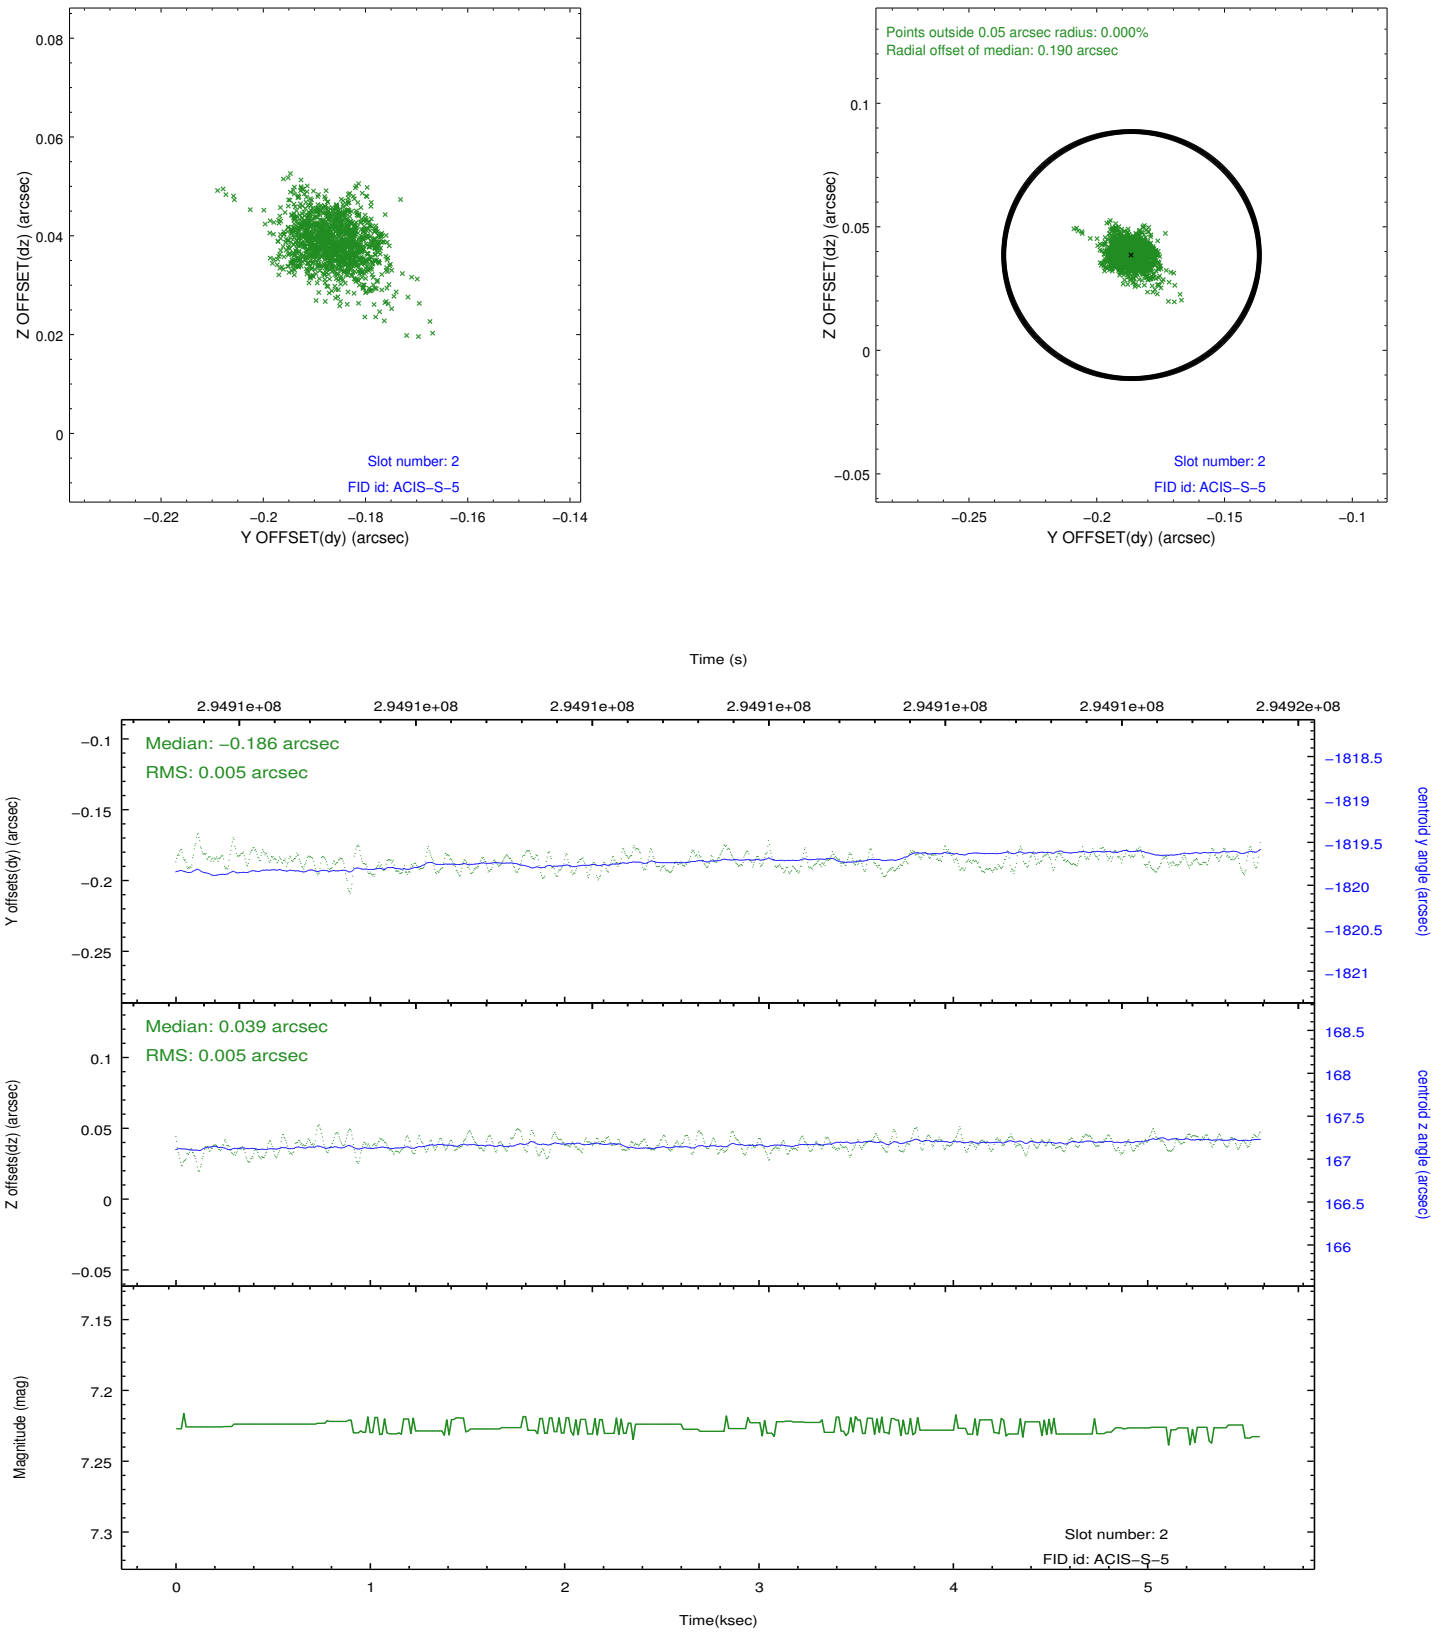 0.08
0.06
0.04
0.02
0
Z OFFSET(dz) (arcsec)
Slot number: 2
FID id: ACIS−S−5
−0.22 −0.2 −0.18 −0.16 −0.14
Y OFFSET(dy) (arcsec)
Points outside 0.05 arcsec radius: 0.000%
Radial offset of median: 0.190 arcsec
0.1
0.05
0
−0.05
Z OFFSET(dz) (arcsec)
Slot number: 2
FID id: ACIS−S−5
−0.25 −0.2 −0.15 −0.1
Y OFFSET(dy) (arcsec)
Time (s)
2.9491e+08 2.9491e+08 2.9491e+08 2.9491e+08 2.9491e+08 2.9491e+08 2.9492e+08
Median: −0.186 arcsec
RMS: 0.005 arcsec
−0.1
−0.15
−0.2
−0.25
Y offsets(dy) (arcsec)
−1818.5
−1819
−1819.5
−1820
−1820.5
−1821
centroid y angle (arcsec)
Median: 0.039 arcsec
RMS: 0.005 arcsec
0.1
0.05
0
−0.05
Z offsets(dz) (arcsec)
168.5
168
167.5
167
166.5
166
centroid z angle (arcsec)
7.15
7.2
7.25
7.3
Magnitude (mag)
Slot number: 2
FID id: ACIS−S−5
0 1 2 3 4 5
Time(ksec)